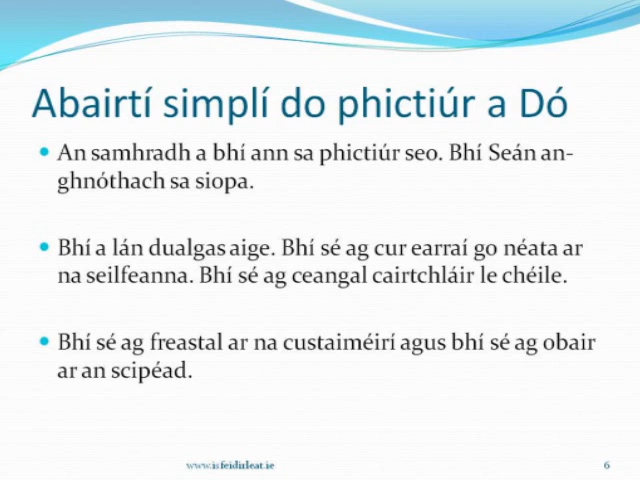 Abairtí simplí do phictiúr a Dó
An samhradh a bhí ann sa phictiúr seo. Bhí Seán an-
ghnóthach sa siopa.
Bhí a lán dualgas aige. Bhí sé ag cur earraí go néata ar
na seilfeanna. Bhí sé ag ceangal cairtchláir le chéile.
Bhí sé ag freastal ar na custaiméirí agus bhí sé ag obair
ar an scipéad.
www.isfeidirleat.ie
6